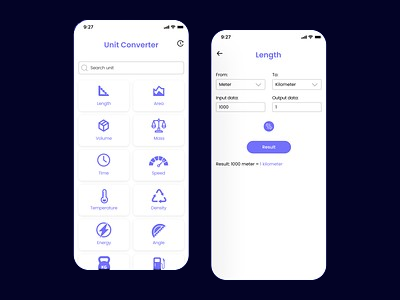 9:27
Unit Converter
Search unit
Length
Area
Volume
Mass
Time
Speed
Temperature
Density
Energy
Angle
KG
9:27
Length
From
To
Meter
Kilometer
Input data
Output data
1000
1
Result
Result: 1000 meter = 1 kilometer